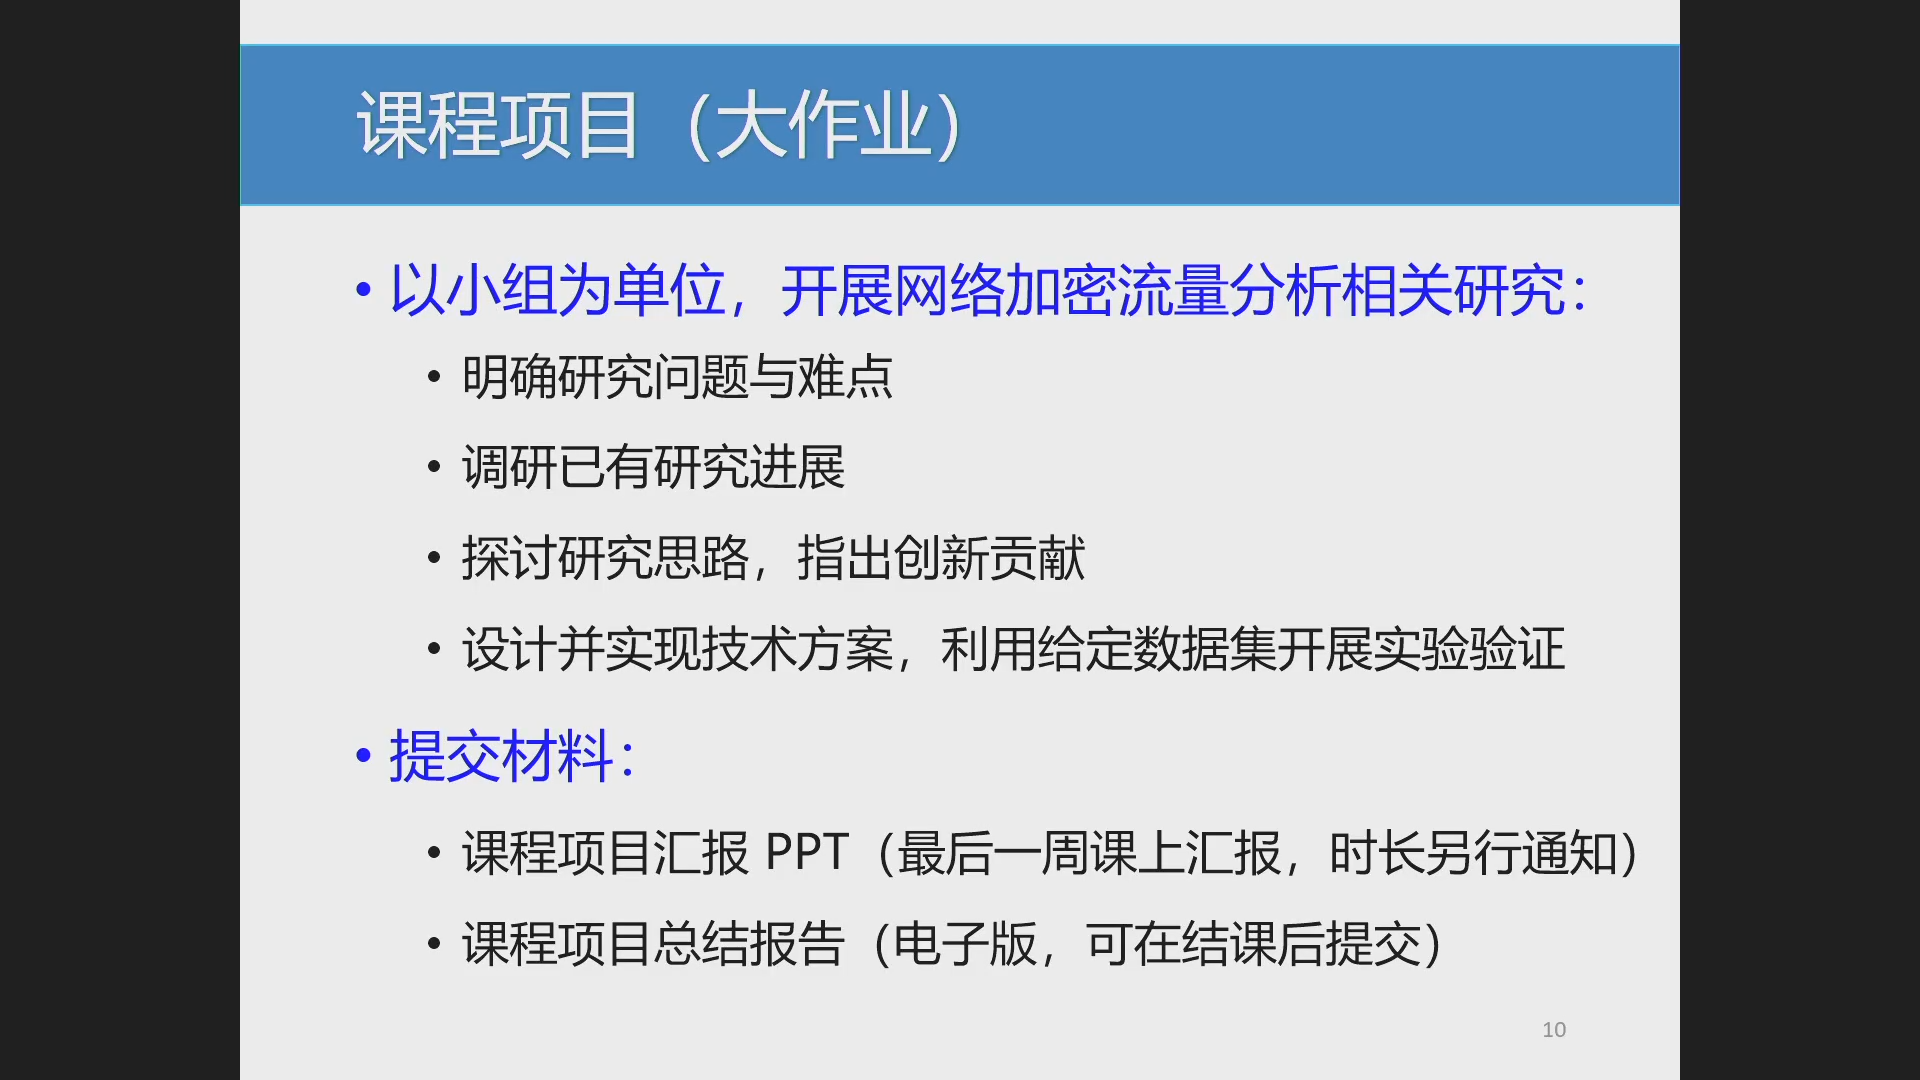 课程项目（大作业）
• 以小组为单位，开展网络加密流量分析相关研究：
• 明确研究问题与难点
• 调研已有研究进展
• 探讨研究思路，指出创新贡献
• 设计并实现技术方案，利用给定数据集开展实验验证
• 提交材料：
• 课程项目汇报 PPT（最后一周课上汇报，时长另行通知）
• 课程项目总结报告（电子版，可在结课后提交）
10